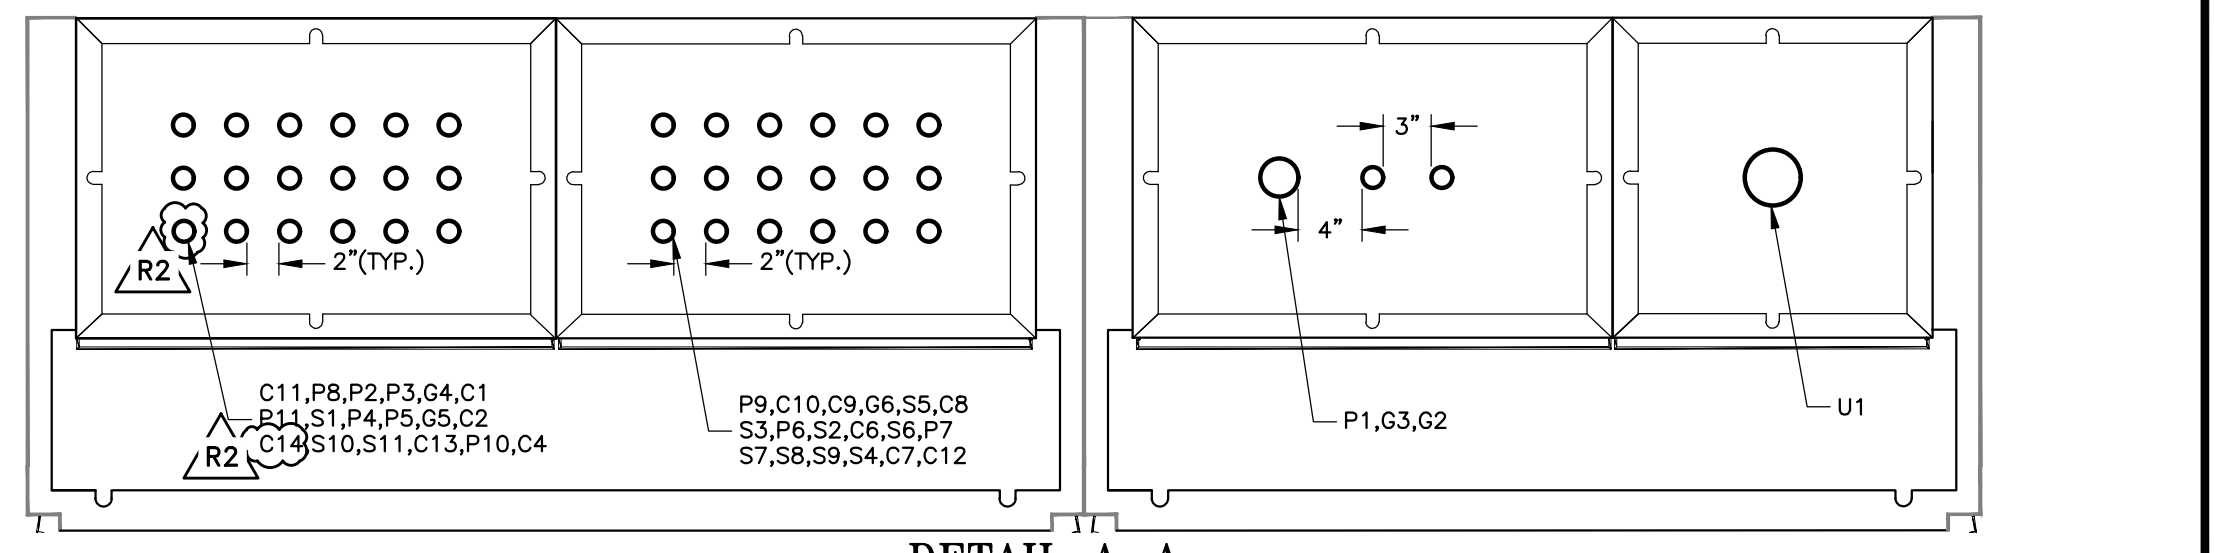 3”
4”
R2
2”(TYP.)
2”(TYP.)
C11,P8,P2,P3,G4,C1
P11,S1,P4,P5,G5,C2
C14,S10,S11,C13,P10,C4
R2
P9,C10,C9,G6,S5,C8
S3,P6,S2,C6,S6,P7
S7,S8,S9,S4,C7,C12
P1,G3,G2
U1
DETAIL A-A